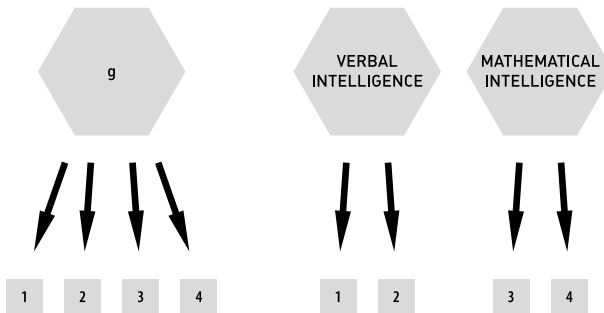 g
VERBAL
INTELLIGENCE
MATHEMATICAL
INTELLIGENCE
1 2 3 4
1 2
3 4